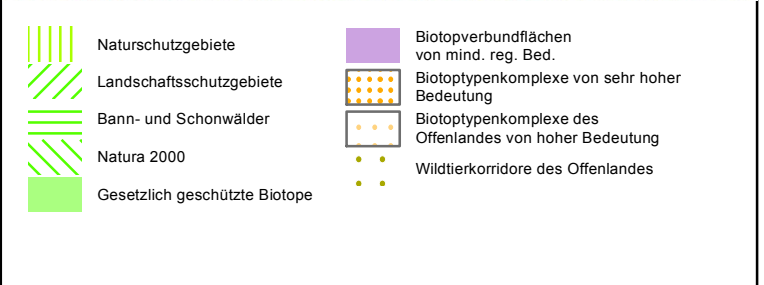 Naturschutzgebiete
Landschaftsschutzgebiete
Bann- und Schonwälder
Natura 2000
Gesetzlich geschützte Biotope
Biotopverbundflächen
von mind. reg. Bed.
Biotoptypenkomplexe von sehr hoher
Bedeutung
Biotoptypenkomplexe des
Offenlandes von hoher Bedeutung
Wildtierkorridore des Offenlandes